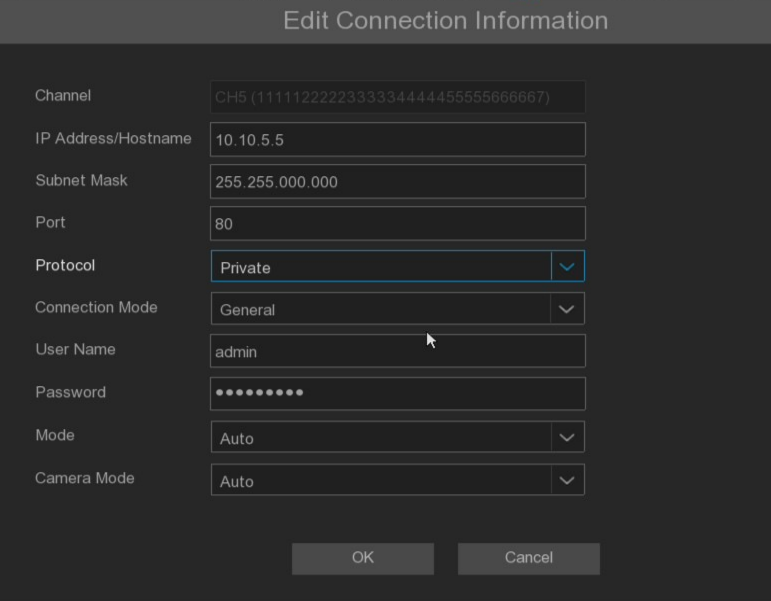 Edit Connection Information
Channel CH5 (1111122222333334444455555666667)
IP Address/Hostname 10.10.5.5
Subnet Mask 255.255.000.000
Port 80
Protocol Private
Connection Mode General
User Name admin
Password •••••••••
Mode Auto
Camera Mode Auto
OK Cancel